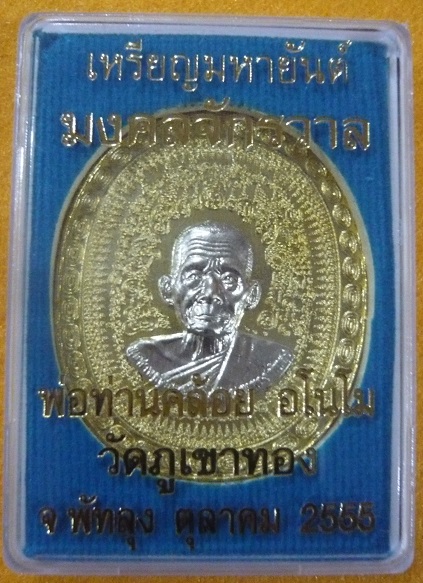 เหรียญมหายันต์
มงคลจักรวาล
พ่อท่านคล้อย อโนโม
วัดภูเขาทอง
จ.พัทลุง ตุลาคม 2555